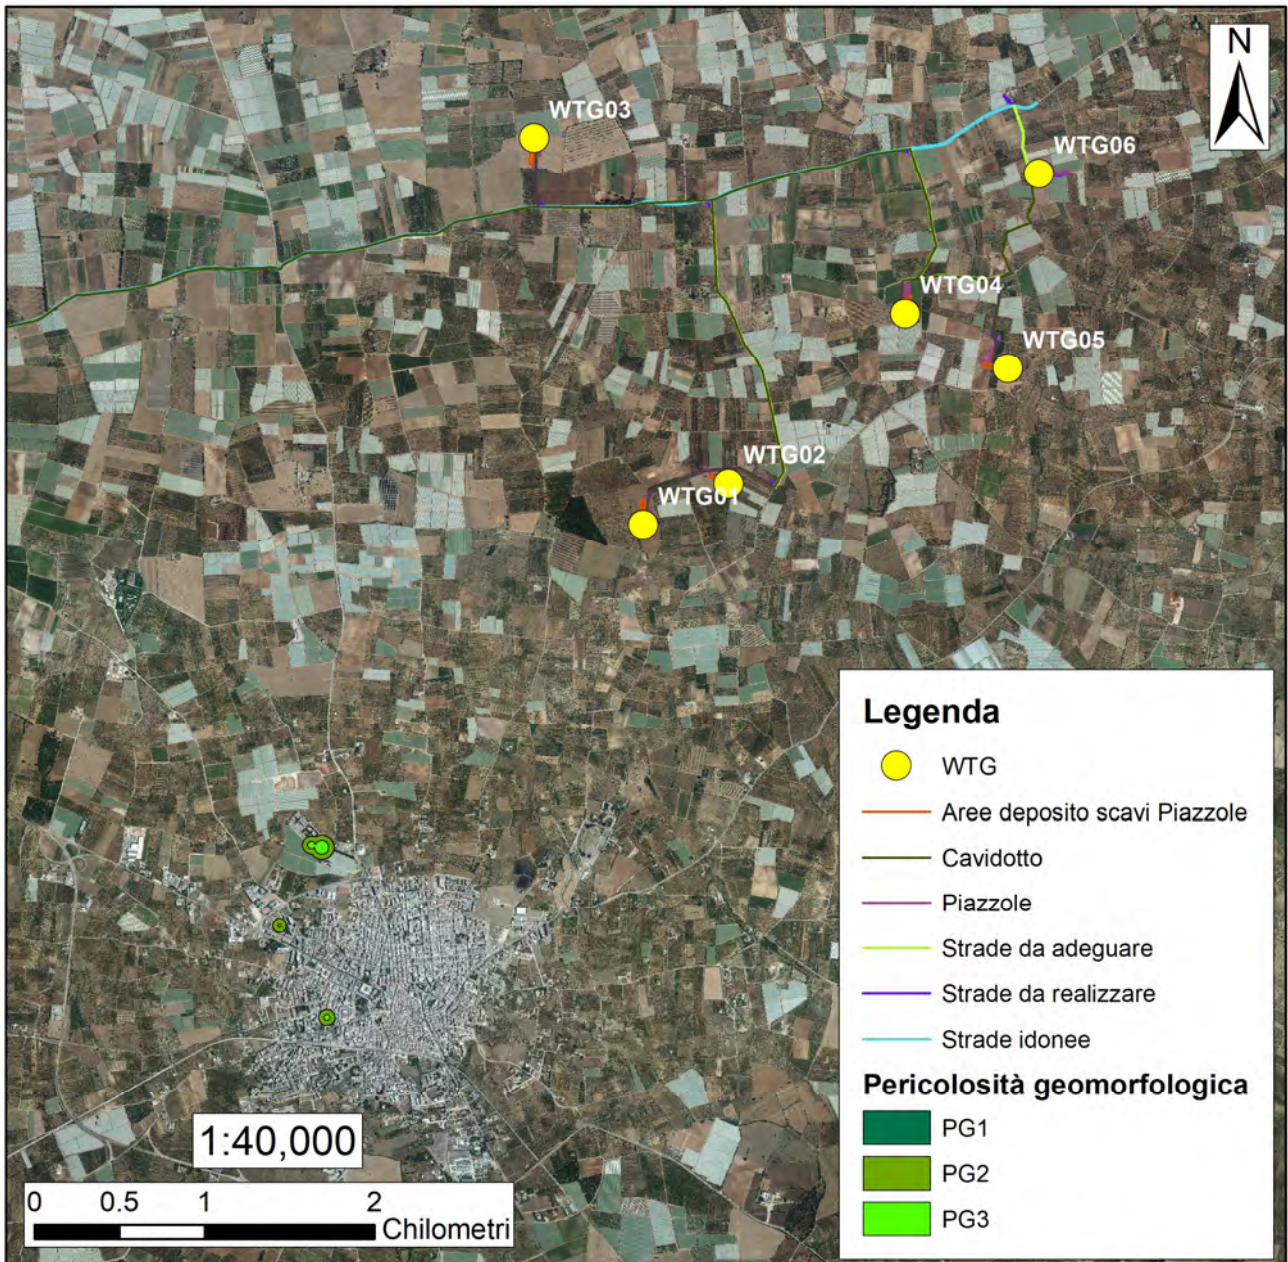 N
WTG03
WTG06
WTG04
WTG05
WTG02
WTG01
Legenda
WTG
Aree deposito scavi Piazzole
Cavidotto
Piazzole
Strade da adeguare
Strade da realizzare
Strade idonee
Pericolosità geomorfologica
PG1
PG2
PG3
1:40,000
0 0.5 1 2
Chilometri